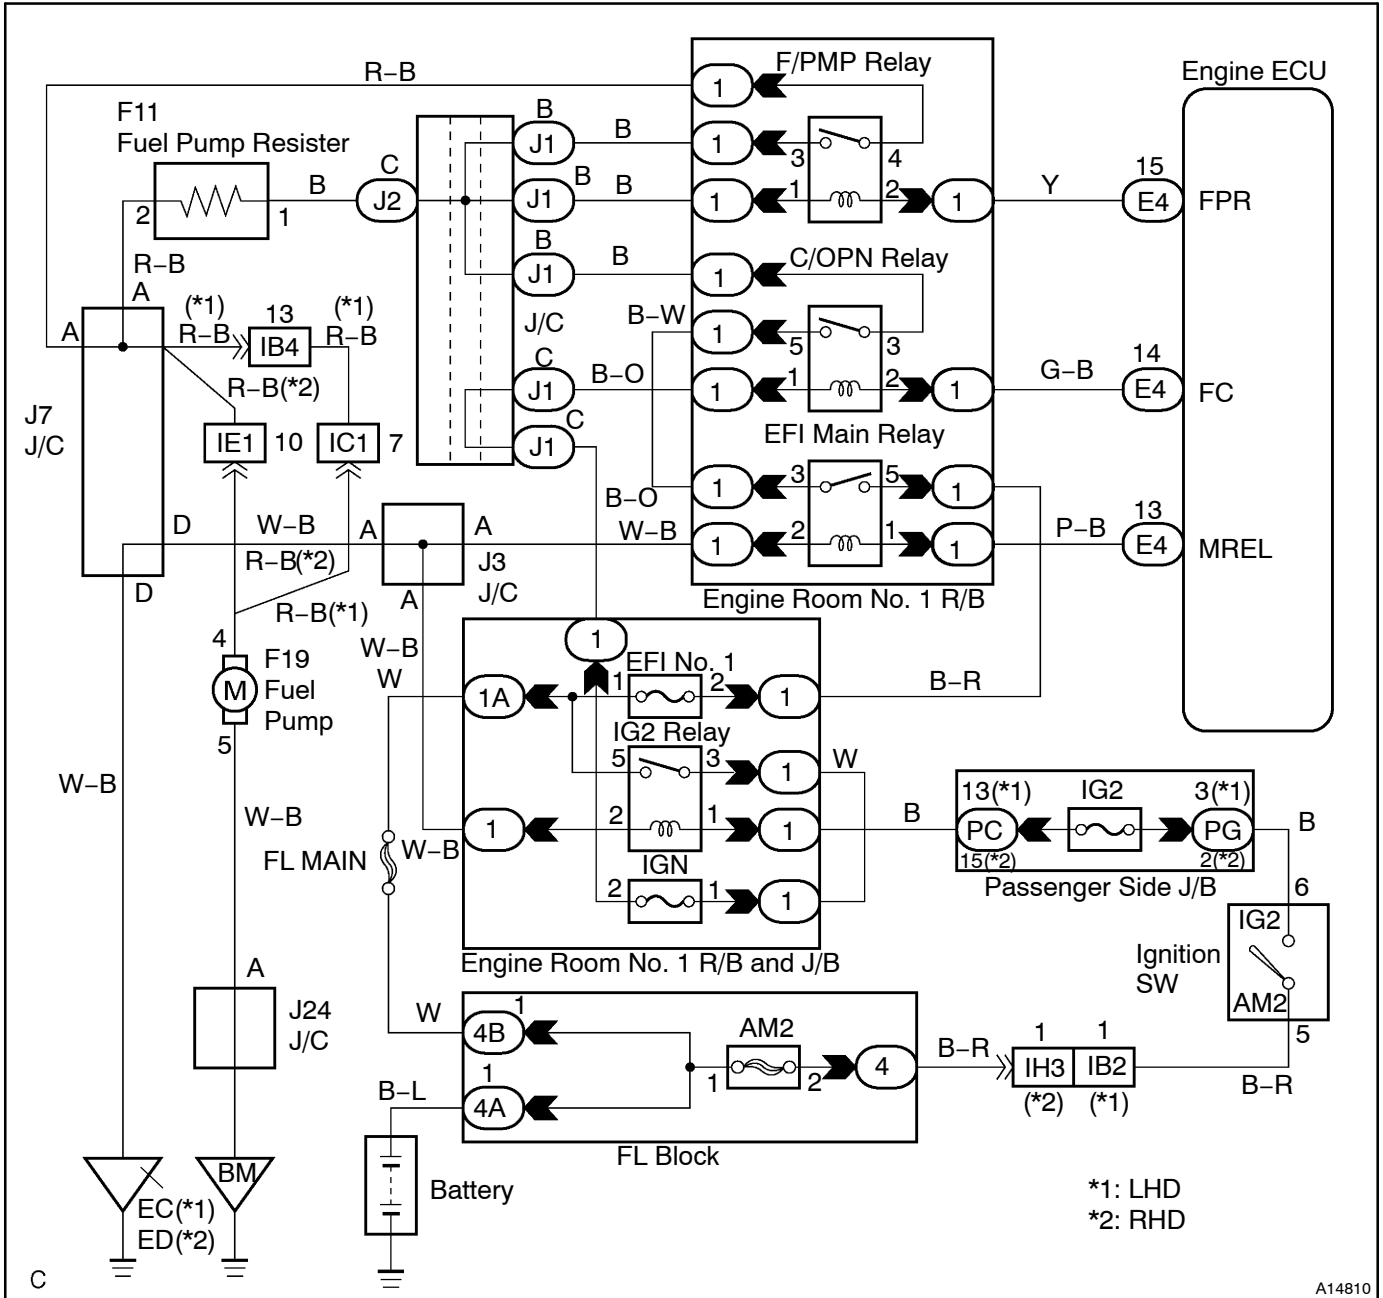 F/PMP Relay
Engine ECU
R–B
F11
Fuel Pump Resister
B
J1
B
1
1
3
4
C
J2
B
2
1
B
J1
B
1
1
2
1
Y
15
E4
FPR
R–B
A
B
J1
B
1
C/OPN Relay
J/C
(*1)
R–B
13
IB4
(*1)
R–B
A
B–W
1
5
3
R–B(*2)
C
J1
B–O
1
1
2
1
G–B
14
E4
FC
J7
J/C
IE1
10
IC1
7
C
J1
EFI Main Relay
B–O
1
3
5
1
D
W–B
A
A
W–B
1
2
1
1
P–B
13
E4
MREL
R–B(*2)
J3
J/C
D
A
R–B(*1)
Engine Room No. 1 R/B
4
M
F19
Fuel
Pump
5
W–B
W
1
EFI No. 1
1A
1
2
1
B–R
IG2 Relay
5
3
1
W
W–B
W–B
FL MAIN
W–B
1
2
1
1
B
13(*1)
IG2
3(*1)
PC
PG
B
15(*2)
2(*2)
Passenger Side J/B
IGN
2
1
1
Engine Room No. 1 R/B and J/B
6
IG2
Ignition
SW
AM2
5
A
J24
J/C
W
4B
1
AM2
1
2
4
B–R
1
1
IH3
IB2
(*2)
(*1)
B–R
B–L
1
4A
FL Block
Battery
BM
EC(*1)
ED(*2)
*1: LHD
*2: RHD
C
A14810